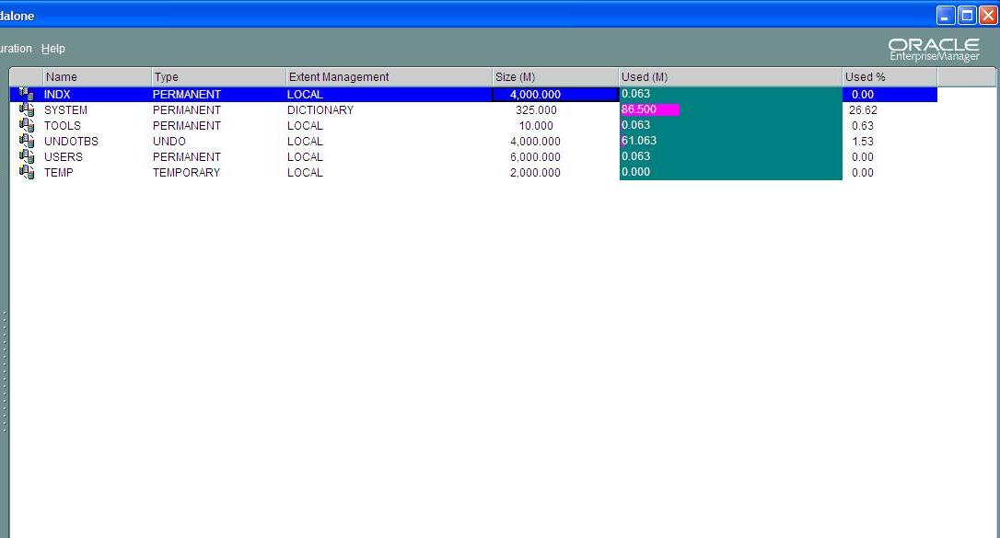 dalone
uration Help
ORACLE
EnterpriseManager
Name Type Extent Management Size (M) Used (M) Used %
INDX PERMANENT LOCAL 4,000.000 0.063 0.00
SYSTEM PERMANENT DICTIONARY 325.000 86.500 26.62
TOOLS PERMANENT LOCAL 10.000 0.063 0.63
UNDOTBS UNDO LOCAL 4,000.000 61.063 1.53
USERS PERMANENT LOCAL 6,000.000 0.063 0.00
TEMP TEMPORARY LOCAL 2,000.000 0.000 0.00